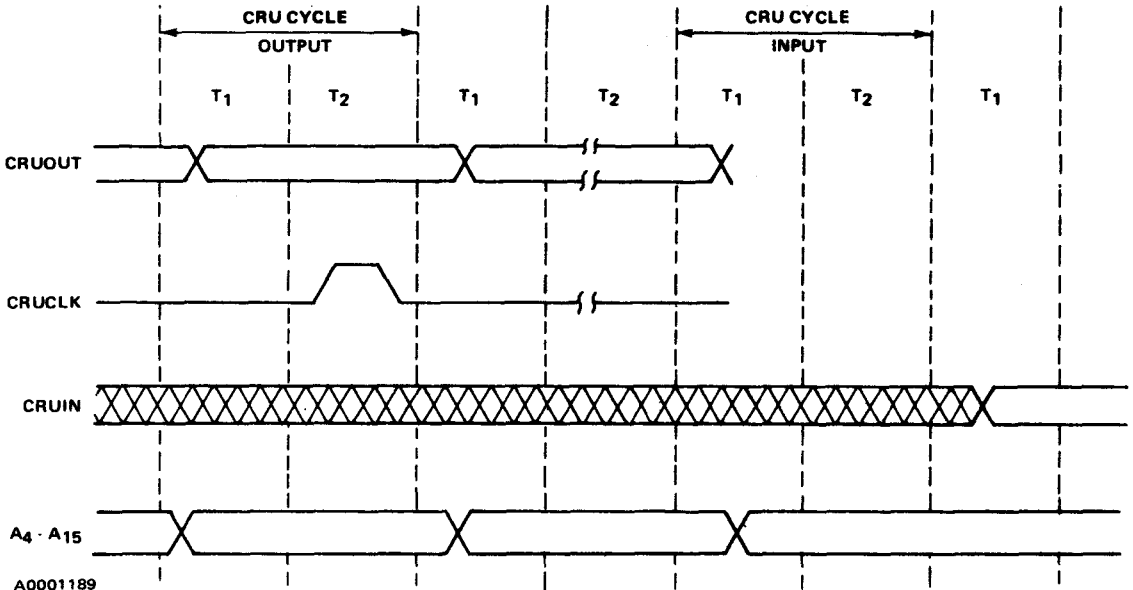 CRU CYCLE
OUTPUT
CRU CYCLE
INPUT
T1 T2 T1 T2 T1 T2 T1
CRUOUT
CRUCLK
CRUIN
A4 - A15
A0001189